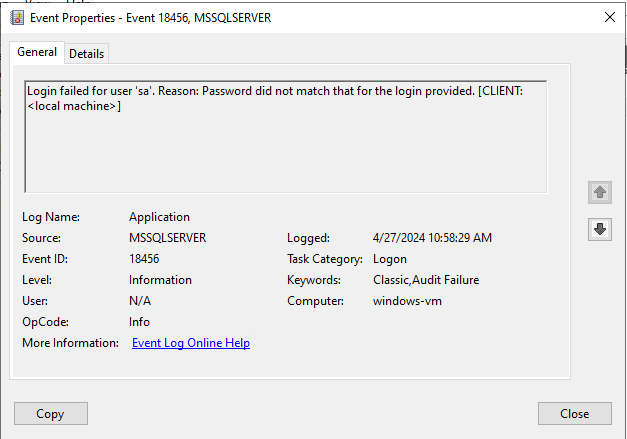 Event Properties - Event 18456, MSSQLSERVER
General Details
Login failed for user 'sa'. Reason: Password did not match that for the login provided. [CLIENT:
<local machine>]
Log Name: Application
Source: MSSQLSERVER Logged: 4/27/2024 10:58:29 AM
Event ID: 18456 Task Category: Logon
Level: Information Keywords: Classic,Audit Failure
User: N/A Computer: windows-vm
OpCode: Info
More Information: Event Log Online Help
Copy Close